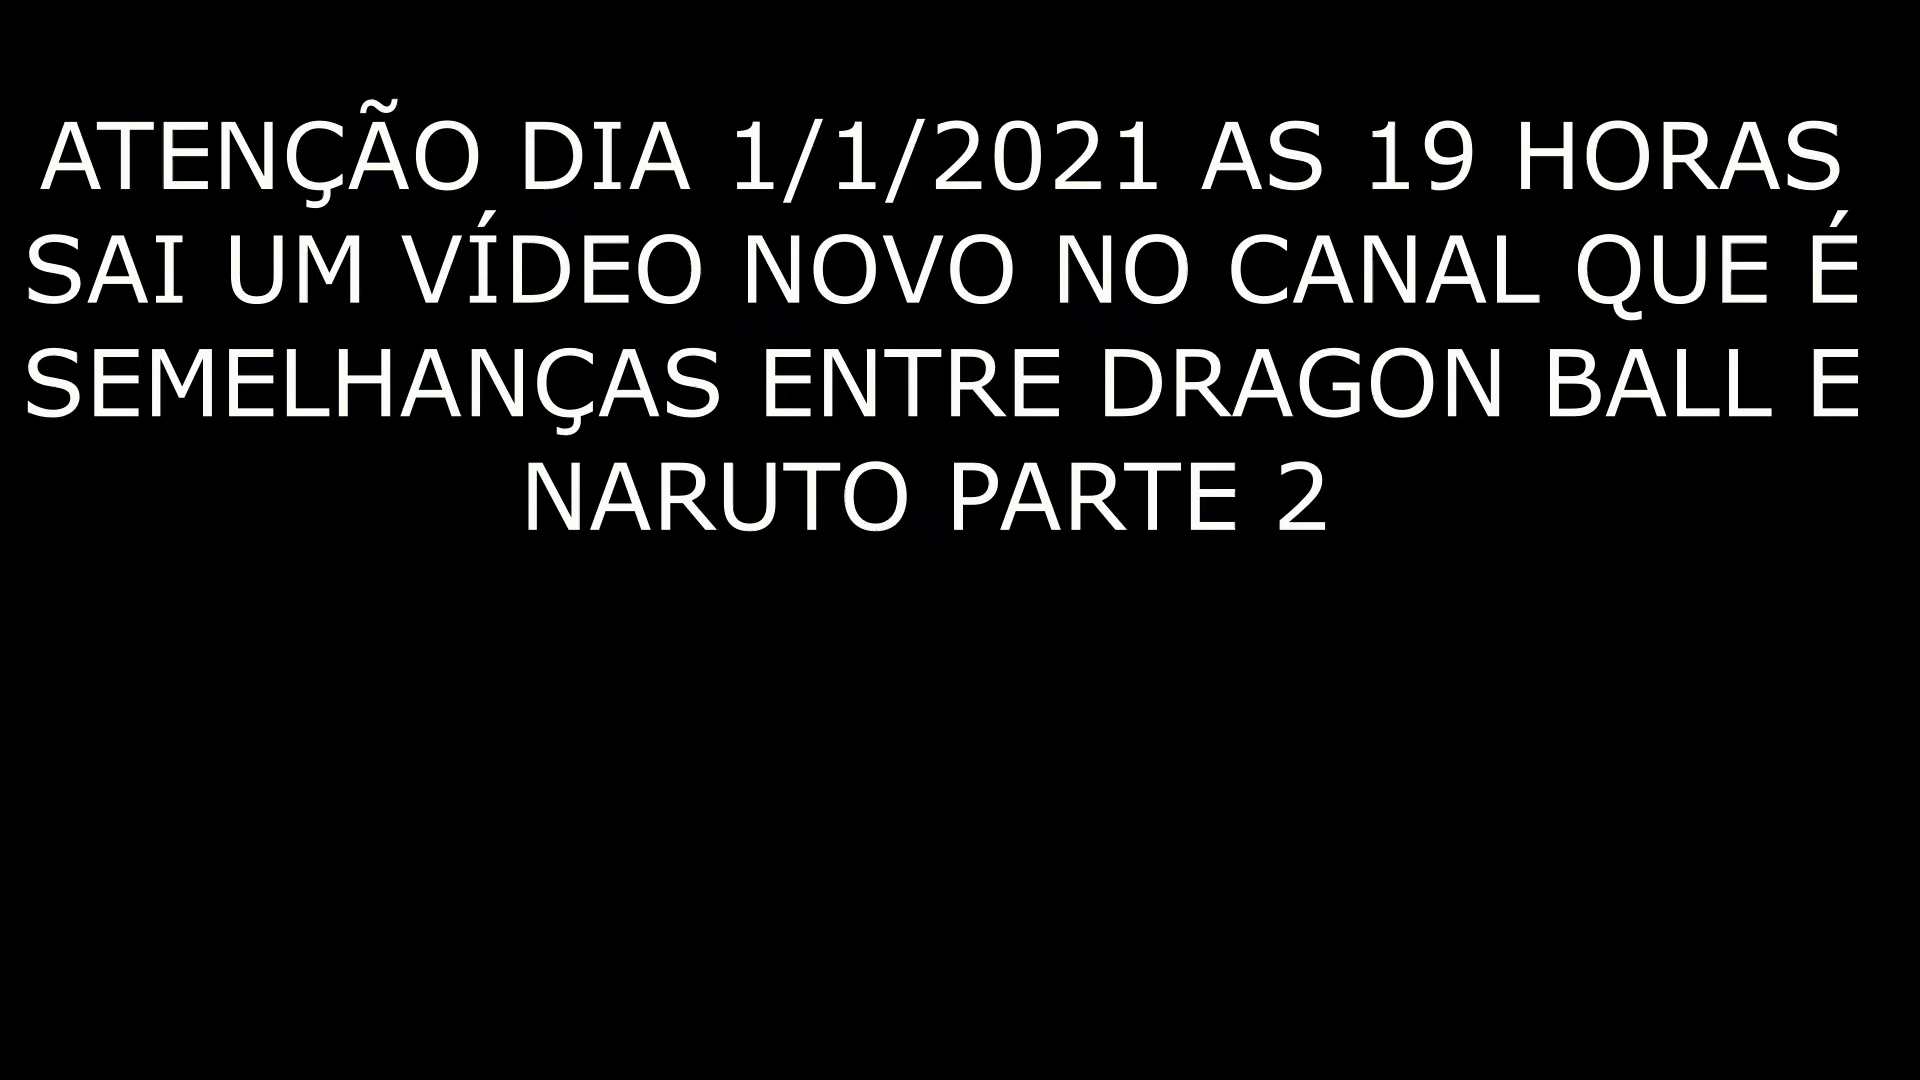 ATENÇÃO DIA 1/1/2021 AS 19 HORAS
SAI UM VÍDEO NOVO NO CANAL QUE É
SEMELHANÇAS ENTRE DRAGON BALL E
NARUTO PARTE 2